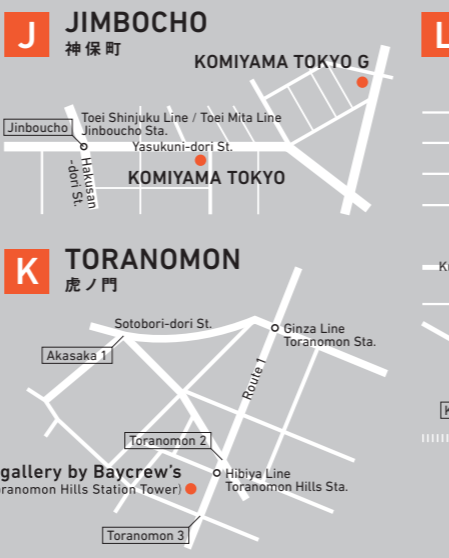 J
JIMBOCHO
神保町
KOMIYAMA TOKYO G
Jinboucho
Toei Shinjuku Line / Toei Mita Line
Jinboucho Sta.
Yasukuni-dori St.
Hakusan
-dori St.
KOMIYAMA TOKYO
L
K
TORANOMON
虎ノ門
Sotobori-dori St.
Akasaka 1
Ginza Line
Toranomon Sta.
Route 1
Toranomon 2
gallery by Baycrew's
ranomon Hills Station Tower)
Hibiya Line
Toranomon Hills Sta.
Toranomon 3